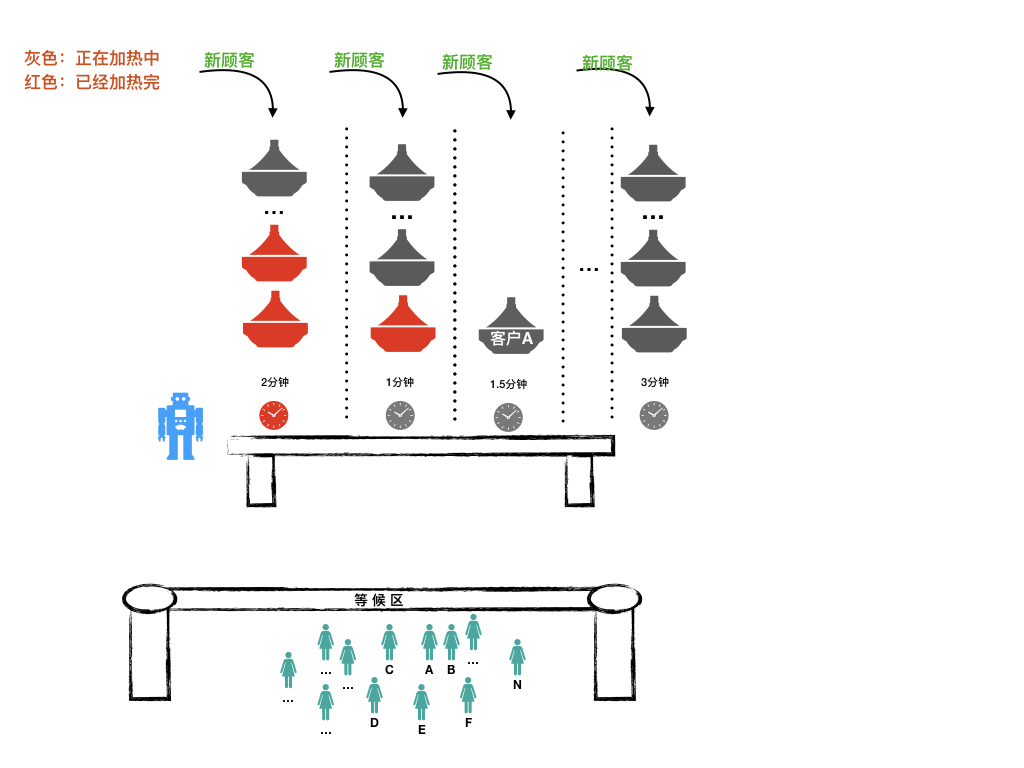 灰色：正在加热中
红色：已经加热完
新顾客
新顾客
新顾客
新顾客
...
...
...
...
客户A
2分钟
1分钟
1.5分钟
3分钟
等候区
...
C
A
B
...
...
N
...
D
E
F
...